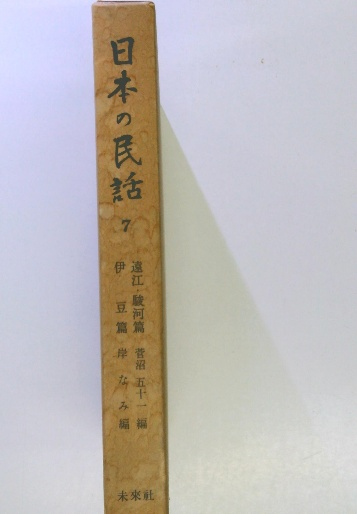 日本の民話
7
遠江・駿河篇 菅沼五十一編
伊豆篇 岸なみ編
未来社